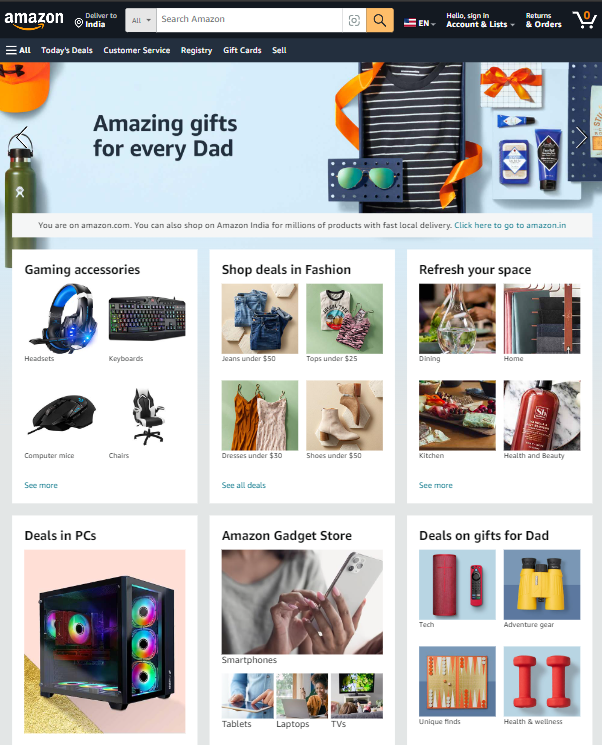 amazon
Deliver to
India
All
Search Amazon
EN
Hello, sign in
Account & Lists
Returns
& Orders
0
All
Today's Deals
Customer Service
Registry
Gift Cards
Sell
Amazing gifts
for every Dad
You are on amazon.com. You can also shop on Amazon India for millions of products with fast local delivery. Click here to go to amazon.in
Gaming accessories
Headsets
Keyboards
Computer mice
Chairs
See more
Shop deals in Fashion
Jeans under $50
Tops under $25
Dresses under $30
Shoes under $50
See all deals
Refresh your space
Dining
Home
Kitchen
Health and Beauty
See more
Deals in PCs
Amazon Gadget Store
Smartphones
Tablets
Laptops
TVs
Deals on gifts for Dad
Tech
Adventure gear
Unique finds
Health & wellness